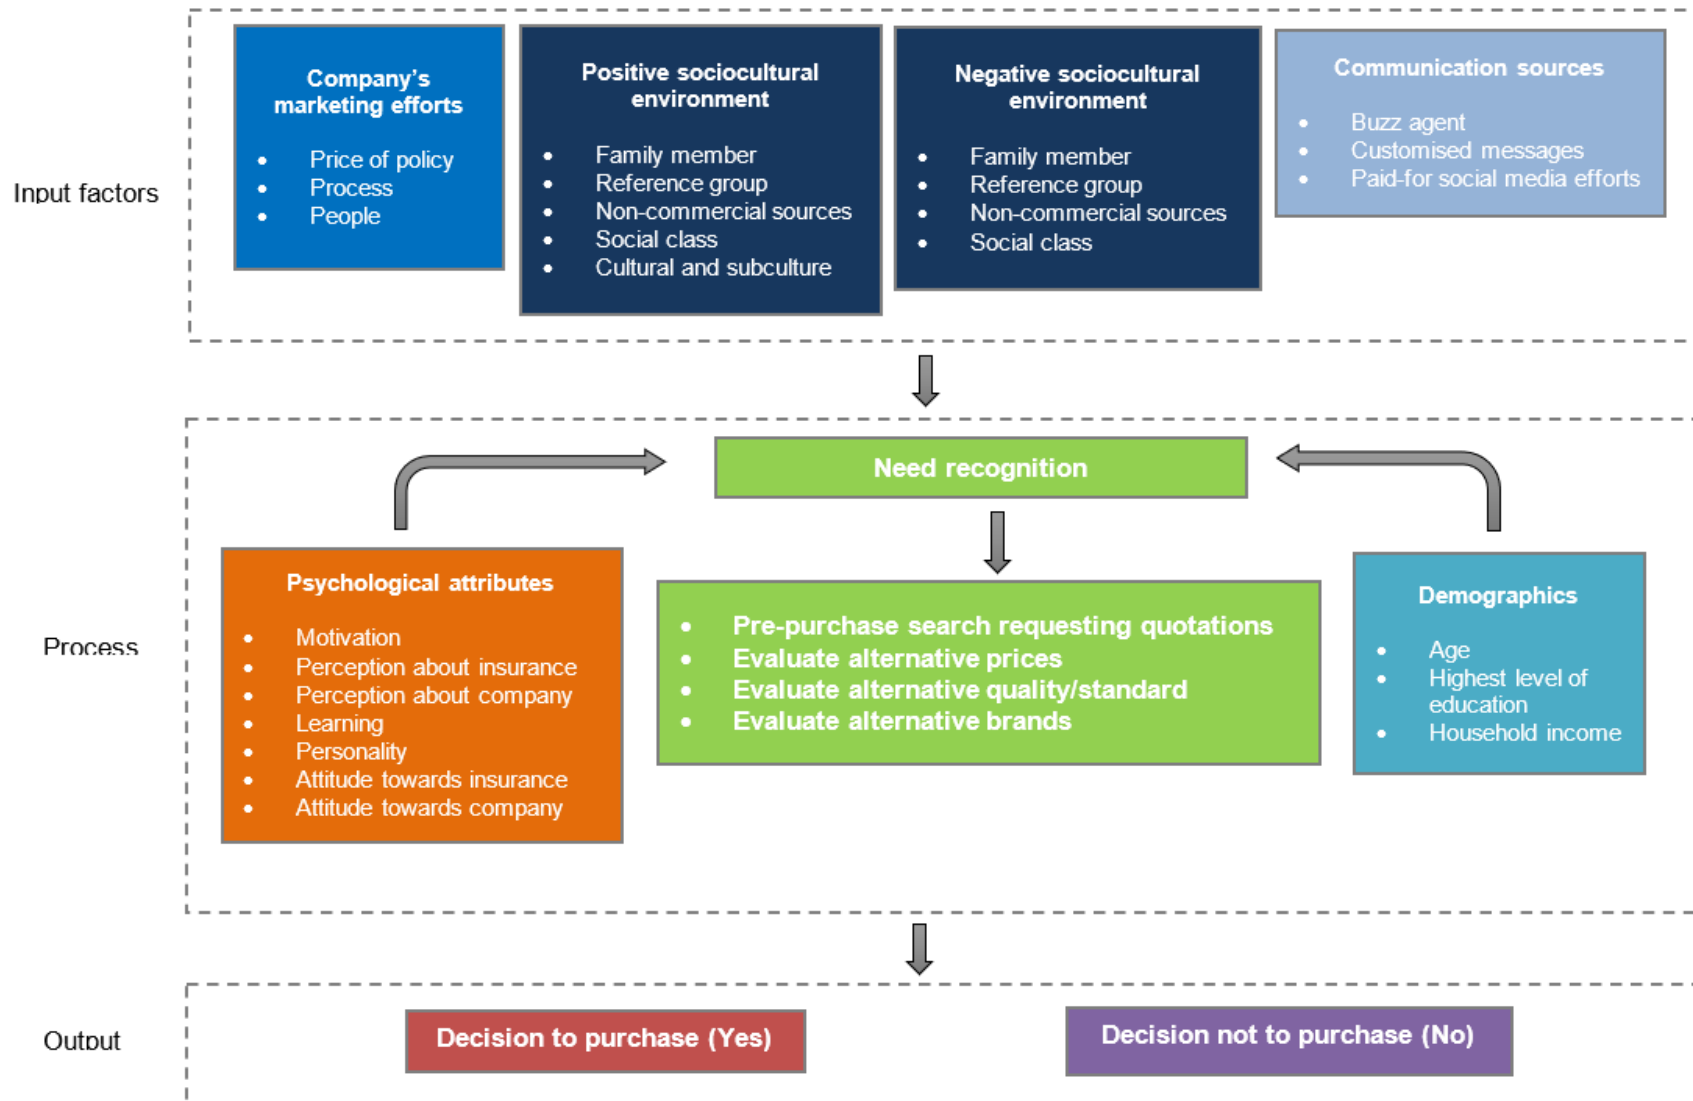 Input factors
Company's
marketing efforts
• Price of policy
• Process
• People
Positive sociocultural
environment
• Family member
• Reference group
• Non-commercial sources
• Social class
• Cultural and subculture
Negative sociocultural
environment
• Family member
• Reference group
• Non-commercial sources
• Social class
Communication sources
• Buzz agent
• Customised messages
• Paid-for social media efforts
Process
Need recognition
Psychological attributes
• Motivation
• Perception about insurance
• Perception about company
• Learning
• Personality
• Attitude towards insurance
• Attitude towards company
• Pre-purchase search requesting quotations
• Evaluate alternative prices
• Evaluate alternative quality/standard
• Evaluate alternative brands
Demographics
• Age
• Highest level of
education
• Household income
Output
Decision to purchase (Yes)
Decision not to purchase (No)